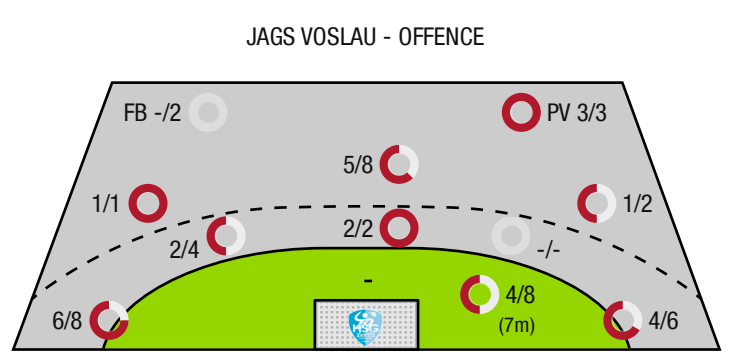 JAGS VOSLAU - OFFENCE
FB -/2
PV 3/3
5/8
1/1
1/2
2/4
2/2
-/-
-
6/8
HSG
4/8
(7m)
4/6